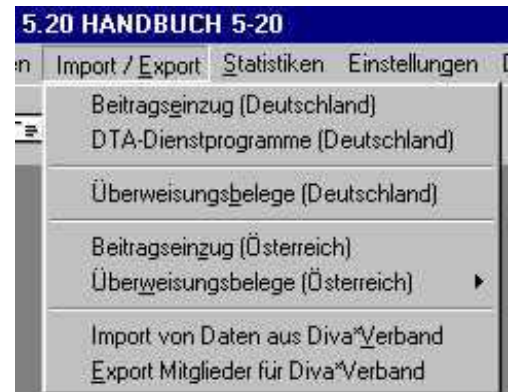 5.20 HANDBUCH 5-20
en Import / Export Statistiken Einstellungen D
Beitragseinzug (Deutschland)
DTA-Dienstprogramme (Deutschland)
Überweisungsbelege (Deutschland)
Beitragseinzug (Österreich)
Überweisungsbelege (Österreich)
Import von Daten aus Diva*Verband
Export Mitglieder für Diva*Verband